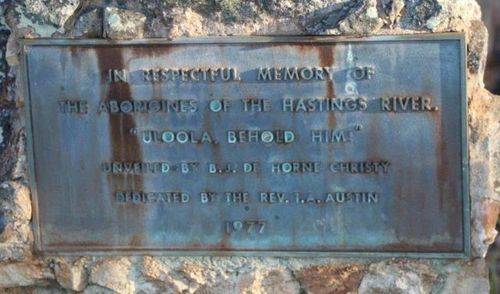 IN RESPECTFUL MEMORY OF
THE ABORIGINES OF THE HASTINGS RIVER.
"ULOOLA, BEHOLD HIM."
UNVEILED BY B. J. DE HORNE CHRISTY
DEDICATED BY THE REV. T. A. AUSTIN
1977